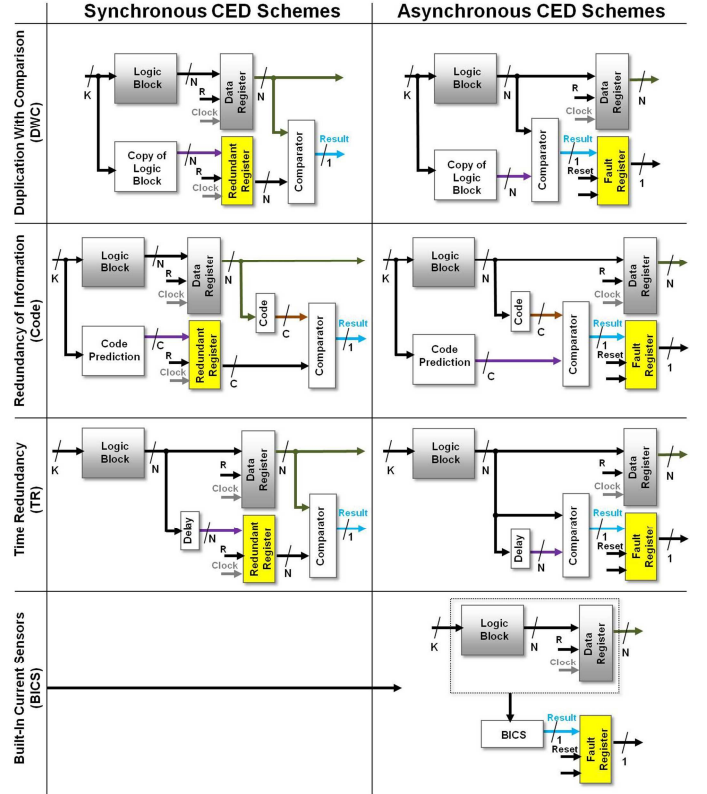 Synchronous CED Schemes
Asynchronous CED Schemes
Duplication With Comparison
(DWC)
K
Logic
Block
N
R
Clock
Data
Register
N
Copy of
Logic
Block
N
R
Clock
Redundant
Register
N
Comparator
Result
1
K
Logic
Block
N
R
Clock
Data
Register
N
Copy of
Logic
Block
N
Comparator
Result
1
Reset
Fault
Register
1
Redundancy of Information
(Code)
K
Logic
Block
N
R
Clock
Data
Register
N
Code
C
Code
Prediction
C
R
Clock
Redundant
Register
C
Comparator
Result
1
K
Logic
Block
N
R
Clock
Data
Register
N
Code
C
Code
Prediction
C
Comparator
Result
1
Reset
Fault
Register
1
Time Redundancy
(TR)
K
Logic
Block
N
R
Clock
Data
Register
N
Delay
N
R
Clock
Redundant
Register
N
Comparator
Result
1
K
Logic
Block
N
R
Clock
Data
Register
N
Delay
N
Comparator
Result
1
Reset
Fault
Register
1
Built-In Current Sensors
(BICS)
K
Logic
Block
N
R
Clock
Data
Register
N
BICS
Result
1
Reset
Fault
Register
1